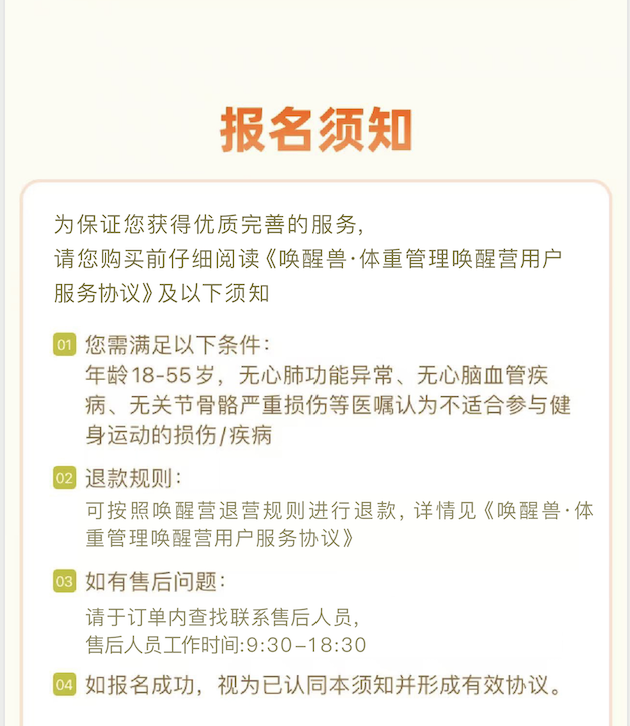 报名须知
为保证您获得优质完善的服务,
请您购买前仔细阅读《唤醒兽·体重管理唤醒营用户
服务协议》及以下须知
01 您需满足以下条件:
年龄18-55岁，无心肺功能异常、无心脑血管疾
病、无关节骨骼严重损伤等医嘱认为不适合参与健
身运动的损伤/疾病
02 退款规则:
可按照唤醒营退营规则进行退款, 详情见《唤醒兽·体
重管理唤醒营用户服务协议》
03 如有售后问题:
请于订单内查找联系售后人员,
售后人员工作时间:9:30–18:30
04 如报名成功，视为已认同本须知并形成有效协议。